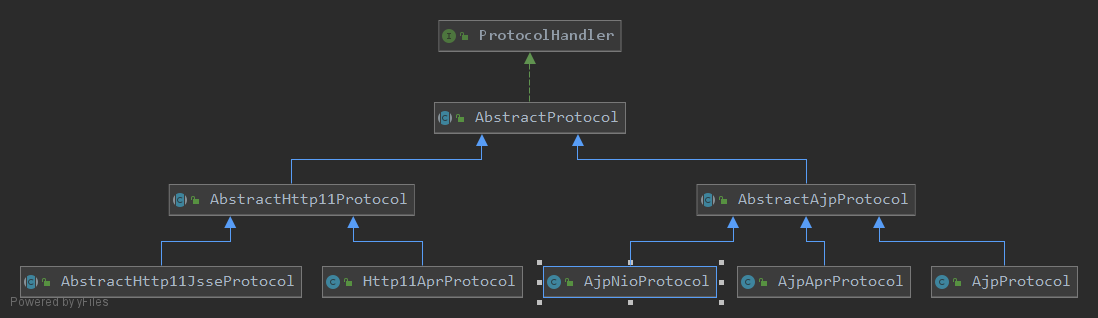 ProtocolHandler
AbstractProtocol
AbstractHttp11Protocol
AbstractAjpProtocol
AbstractHttp11JsseProtocol
Http11AprProtocol
AjpNioProtocol
AjpAprProtocol
AjpProtocol
Powered by yFiles